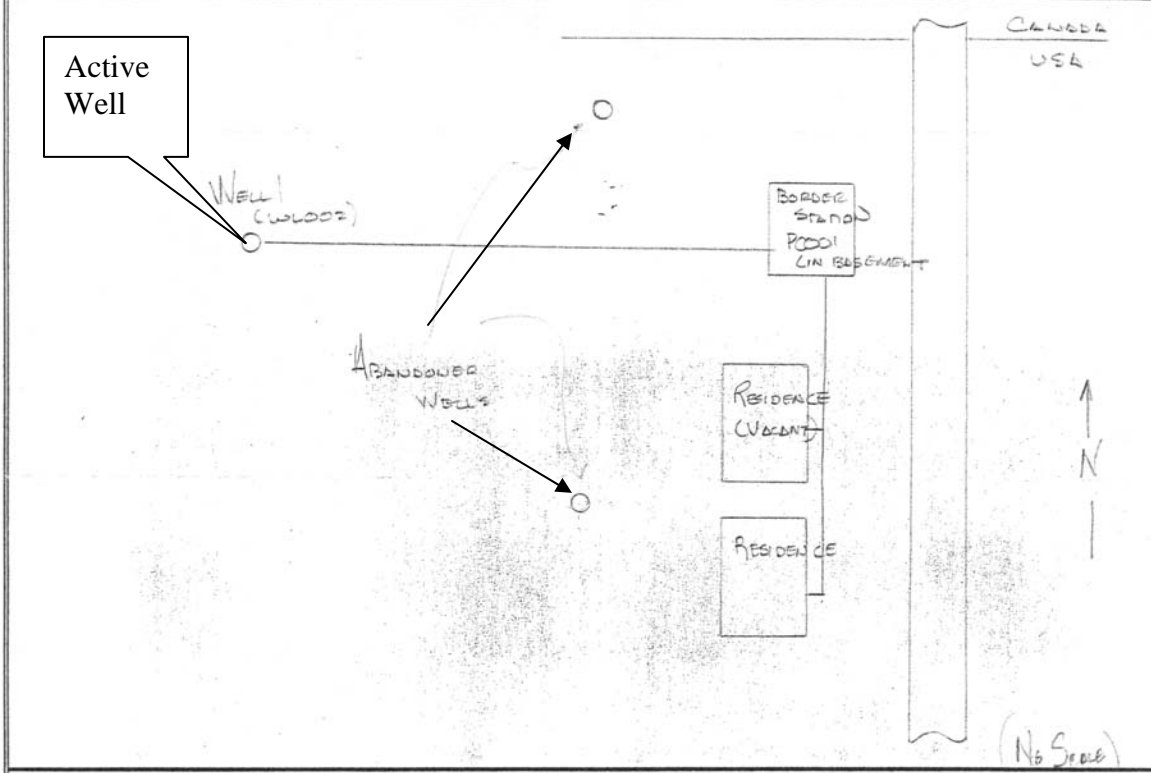 CANADA
USA
Active
Well
WELL 1
(WL002)
BORDER
STATION
P0001
(IN BASEMENT
ABANDONED
WELLS
RESIDENCE
(VACANT)
N
RESIDENCE
(No SCALE)